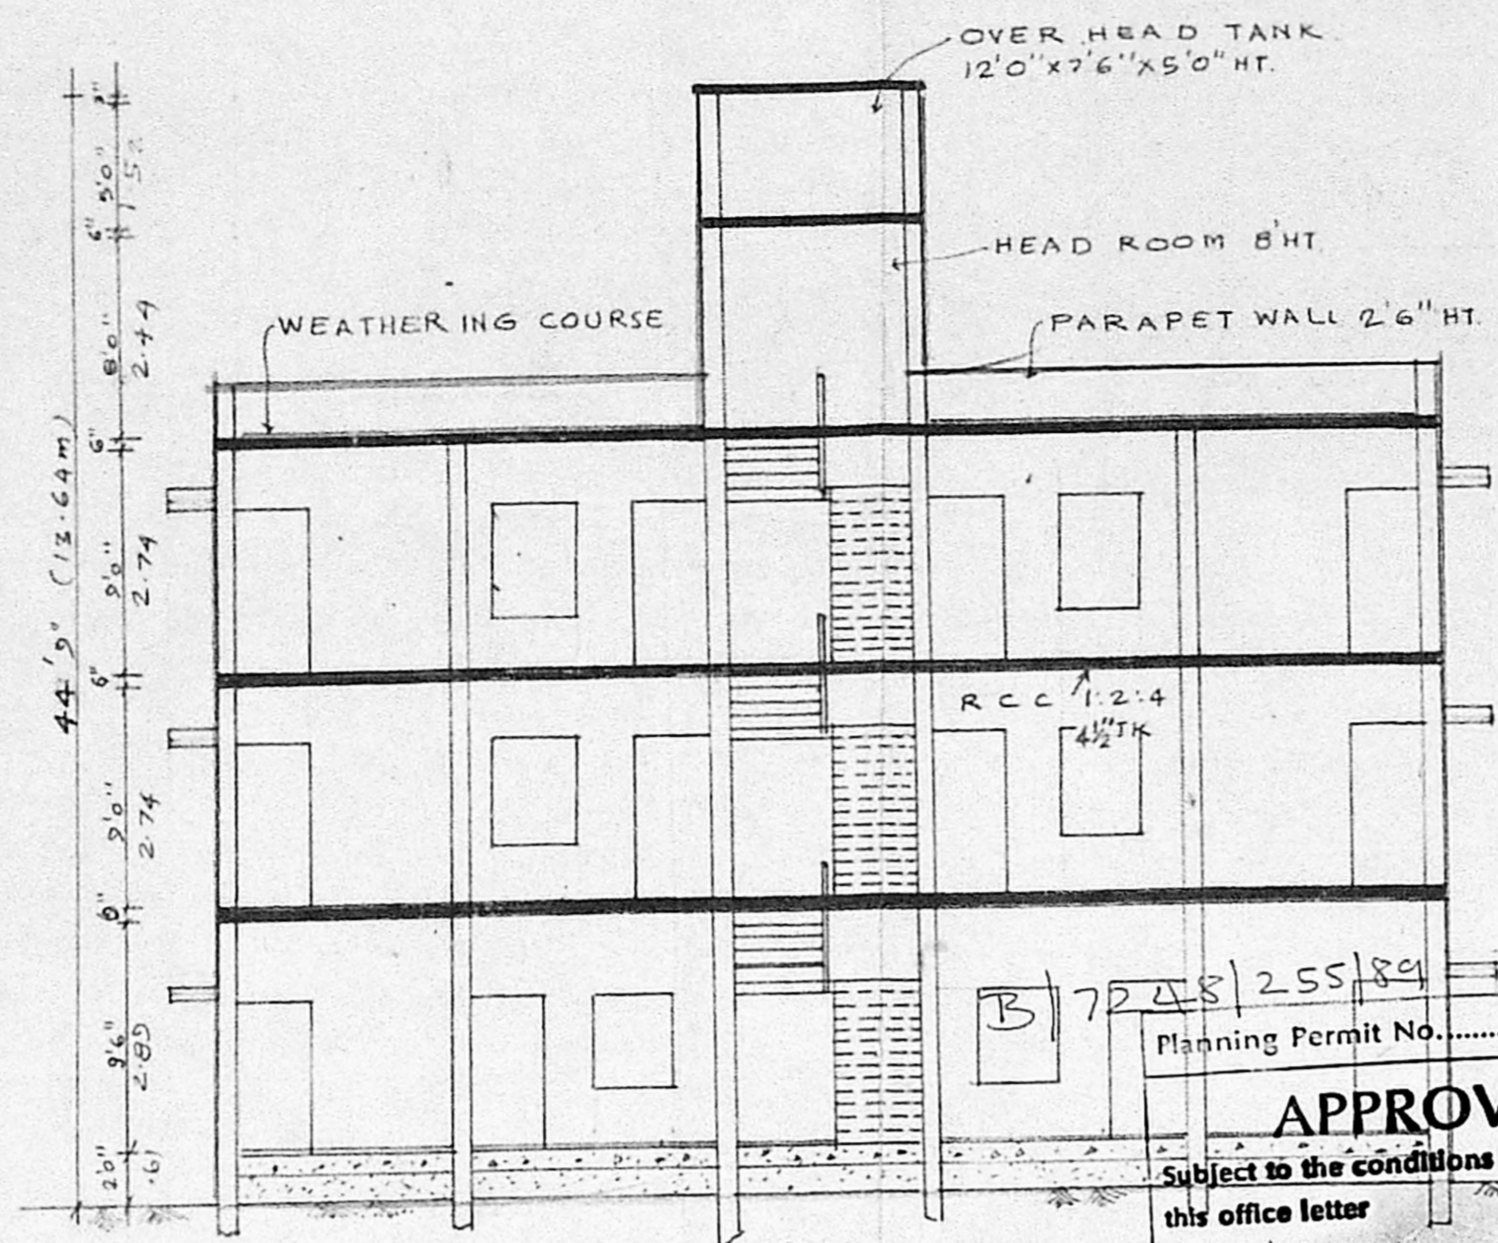 OVER HEAD TANK
12'0"X7'6"X5'0" HT.
HEAD ROOM 8'HT.
WEATHERING COURSE
PARAPET WALL 2'6" HT.
3"
5'0"
1.52
6"
8'0"
2.44
6"
44'9" (13.64m)
9'0"
2.74
6"
R C C 1:2:4
4½" TK
9'0"
2.74
6"
9'6"
2.89
2'0"
.61
B/7248/255/89
Planning Permit No.........
APPROV
Subject to the conditions
this office letter